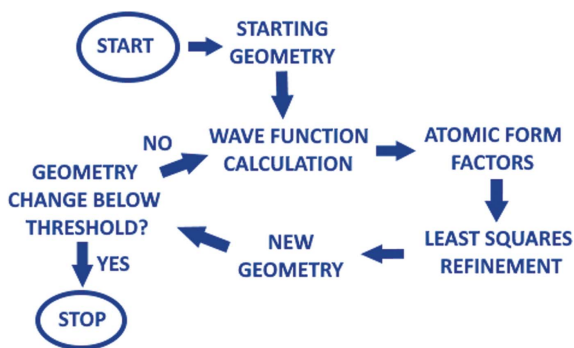 START
STARTING
GEOMETRY
WAVE FUNCTION
CALCULATION
ATOMIC FORM
FACTORS
LEAST SQUARES
REFINEMENT
NEW
GEOMETRY
GEOMETRY
CHANGE BELOW
THRESHOLD?
NO
YES
STOP